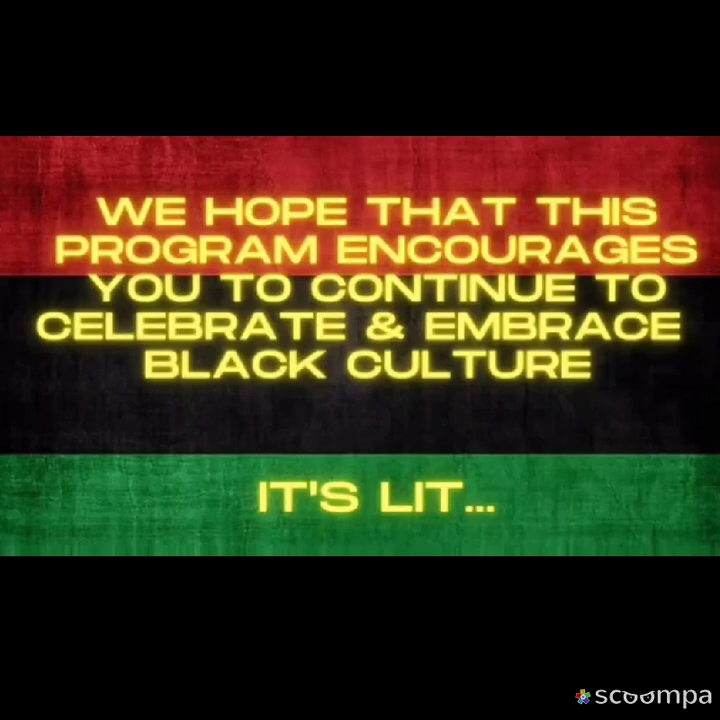 WE HOPE THAT THIS
PROGRAM ENCOURAGES
YOU TO CONTINUE TO
CELEBRATE & EMBRACE
BLACK CULTURE
IT'S LIT...
scoompa